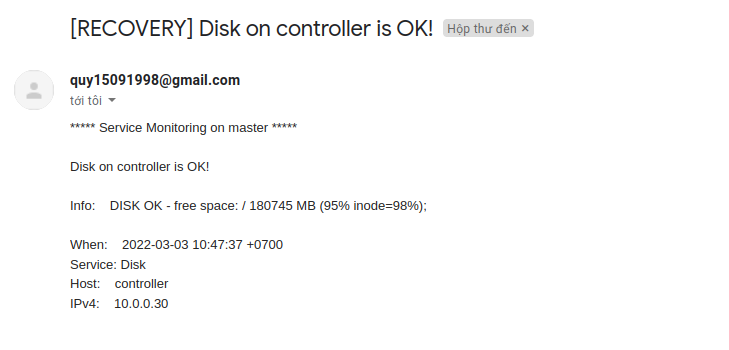 [RECOVERY] Disk on controller is OK! Hộp thư đến ×
quy15091998@gmail.com
tới tôi
***** Service Monitoring on master *****
Disk on controller is OK!
Info: DISK OK - free space: / 180745 MB (95% inode=98%);
When: 2022-03-03 10:47:37 +0700
Service: Disk
Host: controller
IPv4: 10.0.0.30